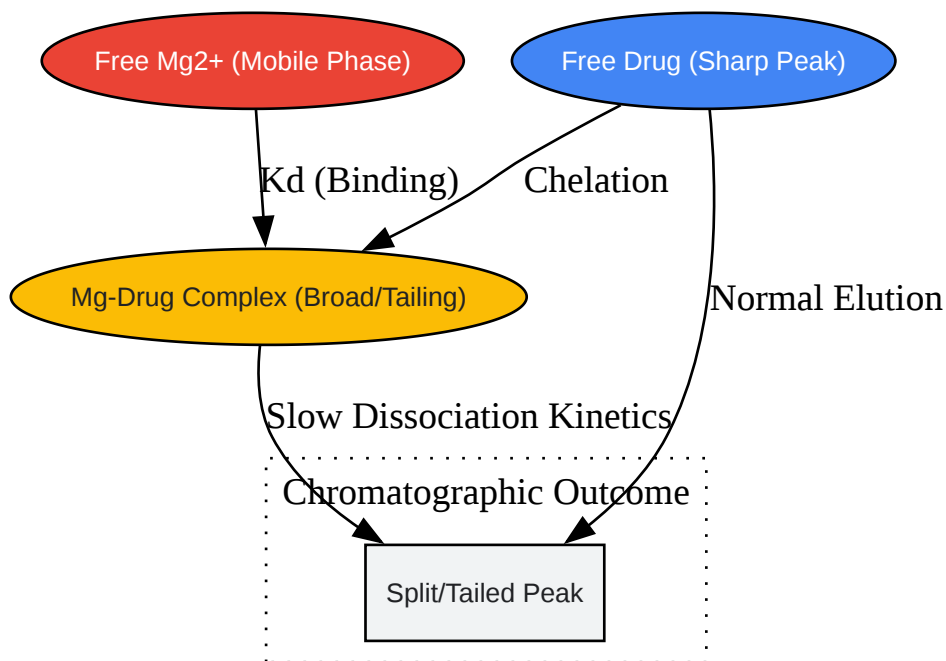 Free Mg2+ (Mobile Phase)
Free Drug (Sharp Peak)
Kd (Binding)
Chelation
Mg-Drug Complex (Broad/Tailing)
Normal Elution
Slow Dissociation Kinetics
Chromatographic Outcome
Split/Tailed Peak